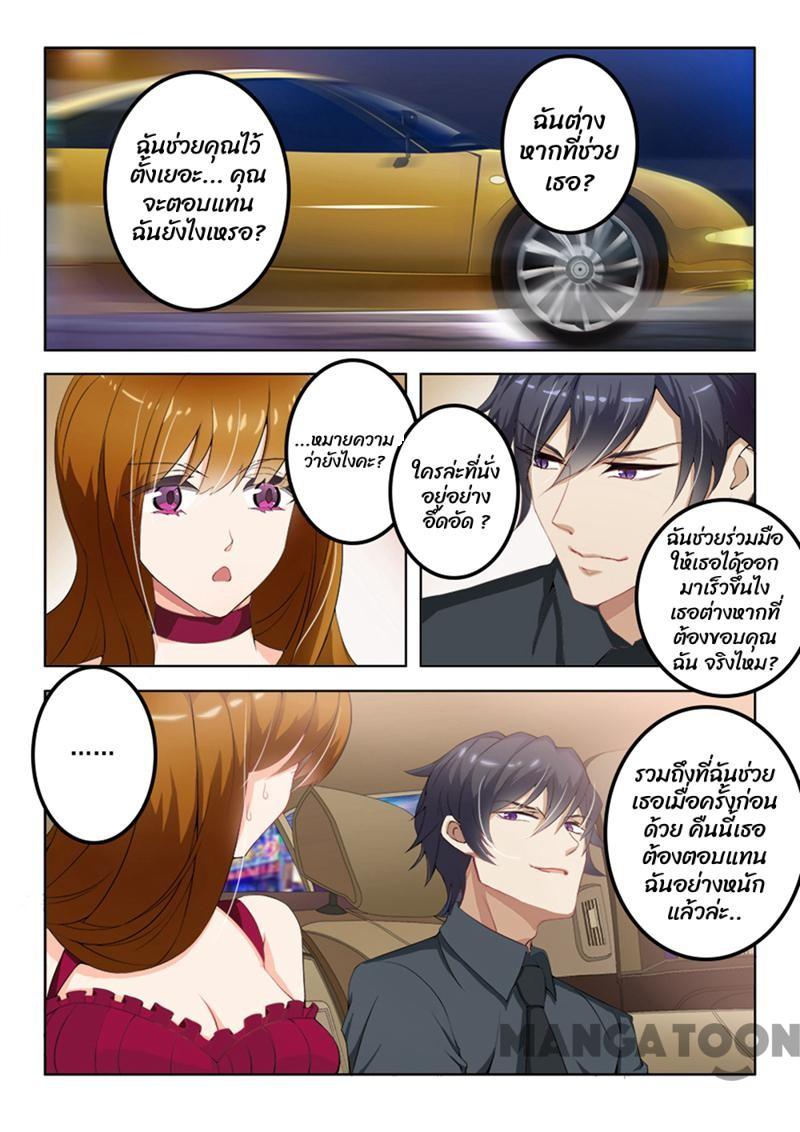 ฉันช่วยคุณไว้
ตั้งเยอะ... คุณ
จะตอบแทน
ฉันยังไงเหรอ?
ฉันต่าง
หากที่ช่วย
เธอ?
...หมายความ
ว่ายังไงคะ?
ใครล่ะที่นั่ง
อยู่อย่าง
อึดอัด ?
ฉันช่วยร่วมมือ
ให้เธอได้ออก
มาเร็วขึ้นไง
เธอต่างหากที่
ต้องขอบคุณ
ฉัน จริงไหม?
......
รวมถึงที่ฉันช่วย
เธอเมื่อครั้งก่อน
ด้วย คืนนี้เธอ
ต้องตอบแทน
ฉันอย่างหนัก
แล้วล่ะ..
MANGATOON